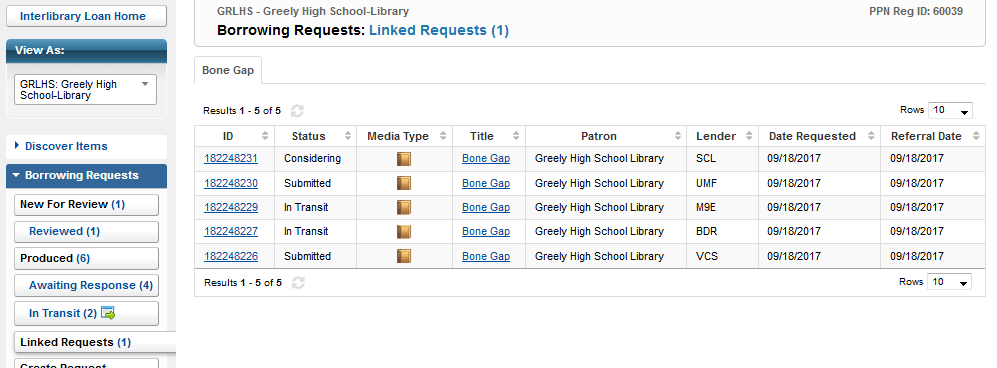 Interlibrary Loan Home
View As:
GRLHS: Greely High
School-Library
Discover Items
Borrowing Requests
New For Review (1)
Reviewed (1)
Produced (6)
Awaiting Response (4)
In Transit (2)
Linked Requests (1)
Create Request
GRLHS - Greely High School-Library
PPN Reg ID: 60039
Borrowing Requests: Linked Requests (1)
Bone Gap
Results 1 - 5 of 5
Rows 10
ID Status Media Type Title Patron Lender Date Requested Referral Date
182248231 Considering Bone Gap Greely High School Library SCL 09/18/2017 09/18/2017
182248230 Submitted Bone Gap Greely High School Library UMF 09/18/2017 09/18/2017
182248229 In Transit Bone Gap Greely High School Library M9E 09/18/2017 09/18/2017
182248227 In Transit Bone Gap Greely High School Library BDR 09/18/2017 09/18/2017
182248226 Submitted Bone Gap Greely High School Library VCS 09/18/2017 09/18/2017
Results 1 - 5 of 5
Rows 10